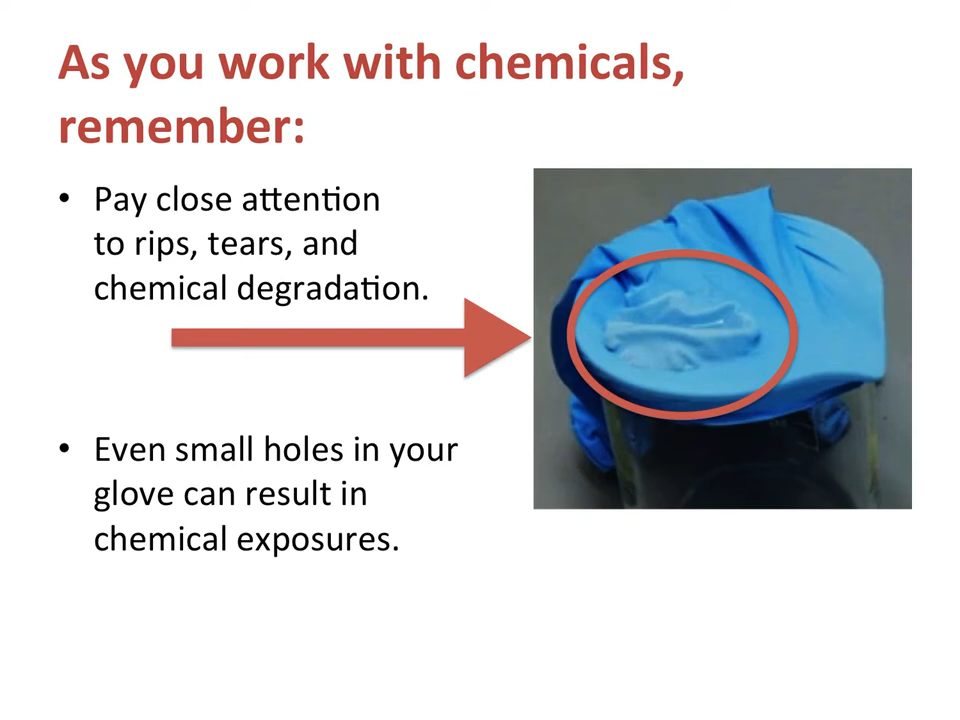 As you work with chemicals,
remember:
• Pay close attention
to rips, tears, and
chemical degradation.
• Even small holes in your
glove can result in
chemical exposures.